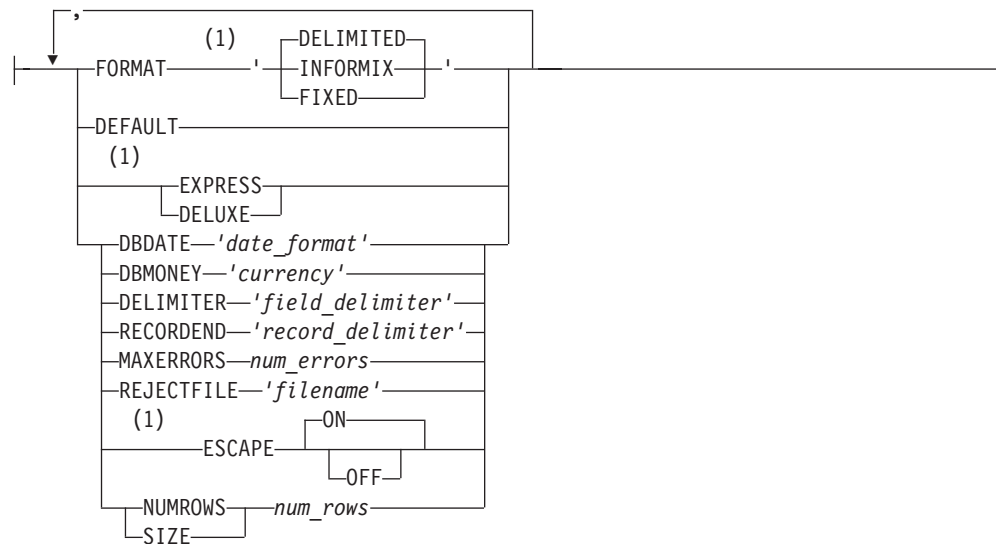 ,
(1) DELIMITED
FORMAT ' INFORMIX '
FIXED
DEFAULT
(1)
EXPRESS
DELUXE
DBDATE 'date_format'
DBMONEY 'currency'
DELIMITER 'field_delimiter'
RECORDEND 'record_delimiter'
MAXERRORS num_errors
REJECTFILE 'filename'
(1) ON
ESCAPE
OFF
NUMROWS num_rows
SIZE